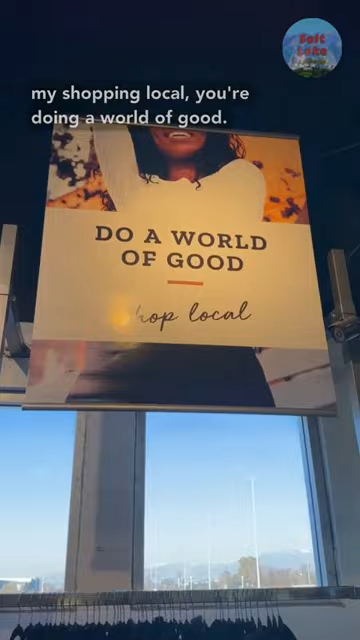 Salt
Lake
my shopping local, you're
doing a world of good.
DO A WORLD
OF GOOD
hop local